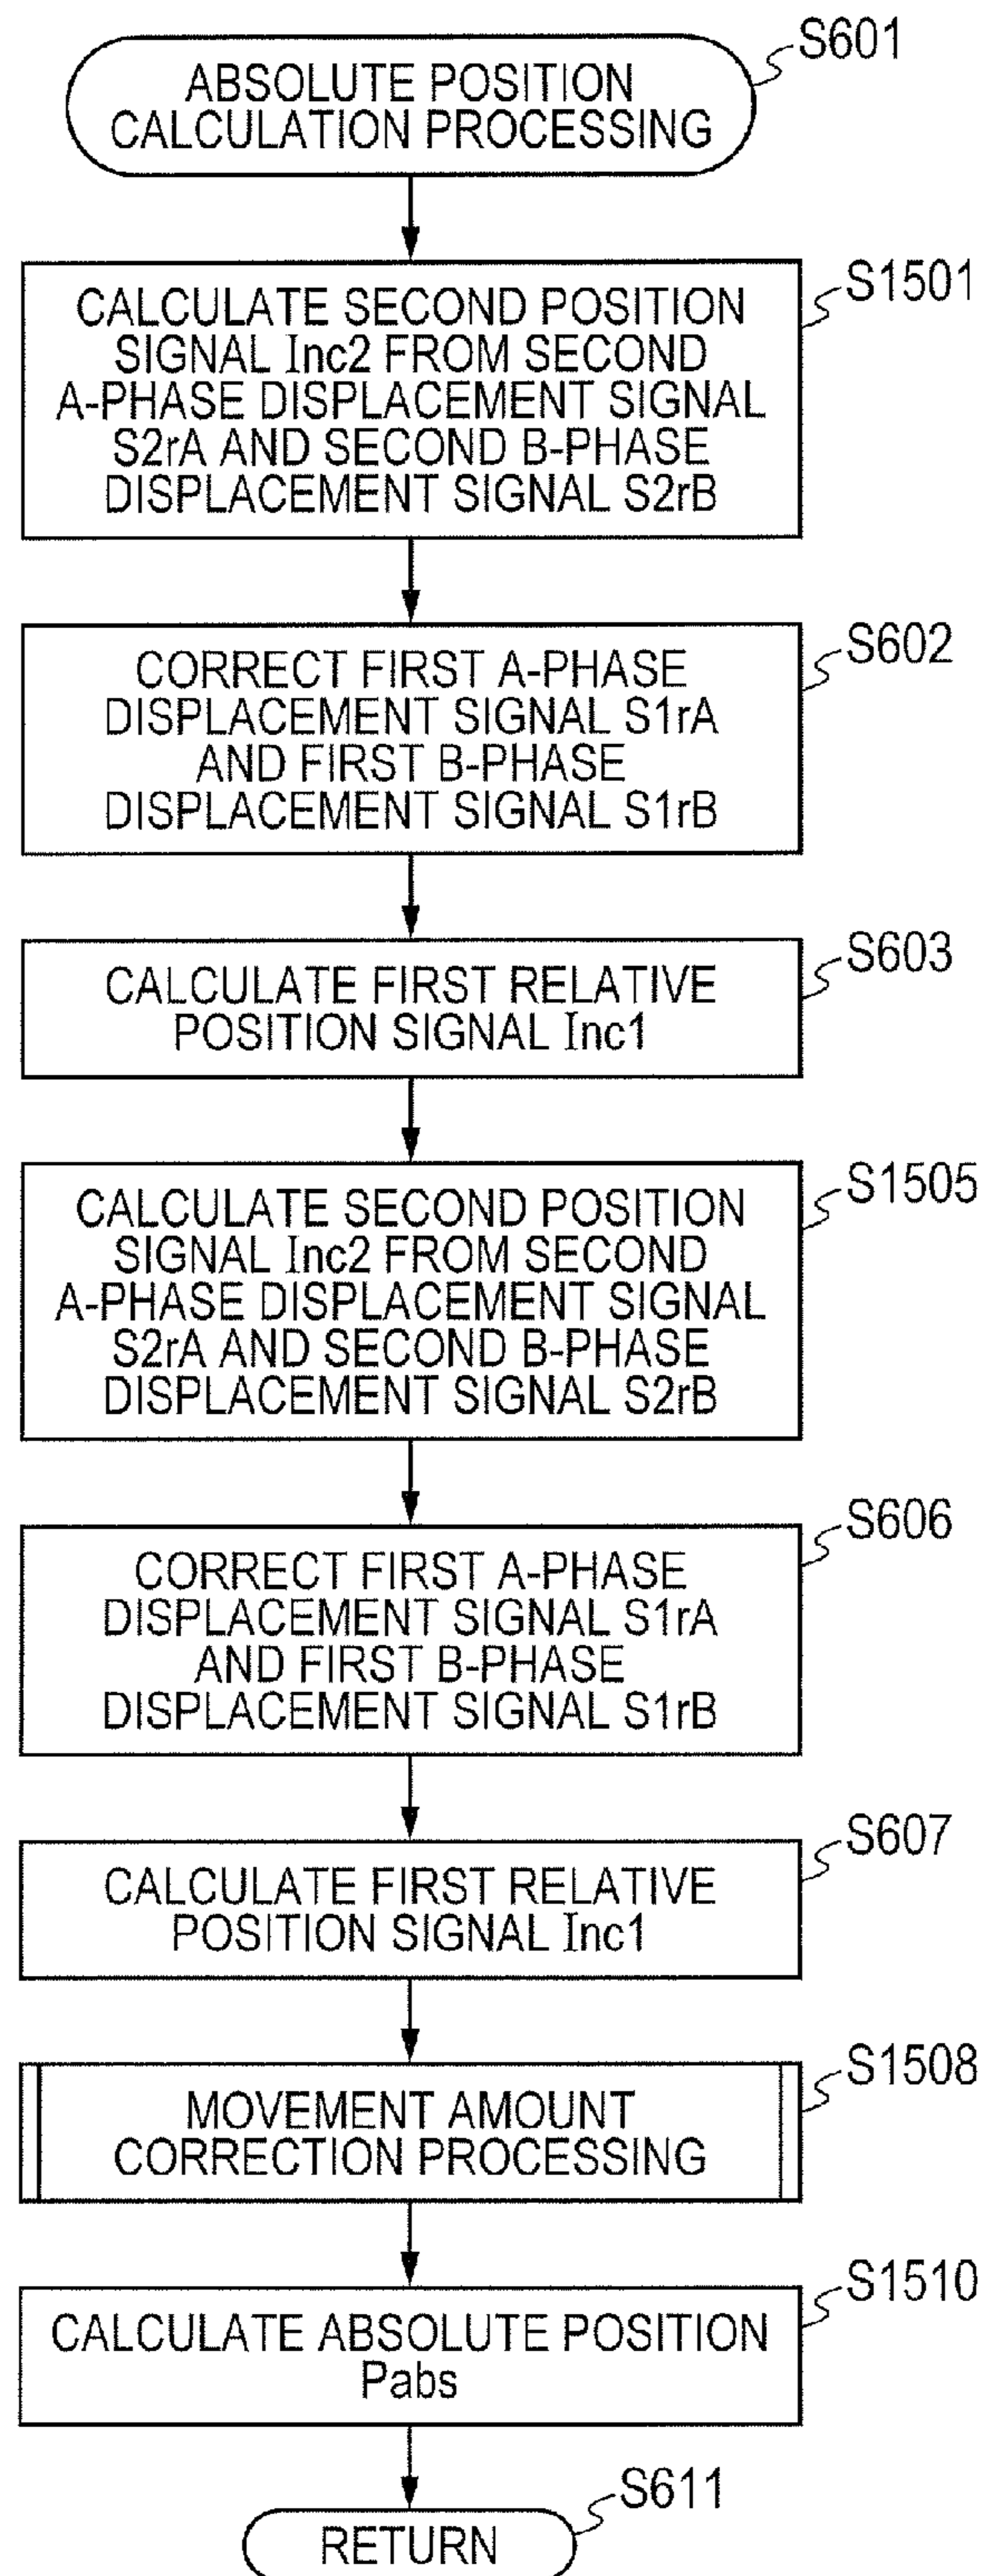 S601
ABSOLUTE POSITION
CALCULATION PROCESSING
S1501
CALCULATE SECOND POSITION
SIGNAL Inc2 FROM SECOND
A-PHASE DISPLACEMENT SIGNAL
S2rA AND SECOND B-PHASE
DISPLACEMENT SIGNAL S2rB
S602
CORRECT FIRST A-PHASE
DISPLACEMENT SIGNAL S1rA
AND FIRST B-PHASE
DISPLACEMENT SIGNAL S1rB
S603
CALCULATE FIRST RELATIVE
POSITION SIGNAL Inc1
S1505
CALCULATE SECOND POSITION
SIGNAL Inc2 FROM SECOND
A-PHASE DISPLACEMENT SIGNAL
S2rA AND SECOND B-PHASE
DISPLACEMENT SIGNAL S2rB
S606
CORRECT FIRST A-PHASE
DISPLACEMENT SIGNAL S1rA
AND FIRST B-PHASE
DISPLACEMENT SIGNAL S1rB
S607
CALCULATE FIRST RELATIVE
POSITION SIGNAL Inc1
S1508
MOVEMENT AMOUNT
CORRECTION PROCESSING
S1510
CALCULATE ABSOLUTE POSITION
Pabs
S611
RETURN